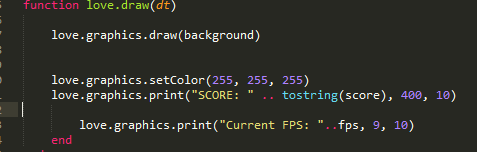 function love.draw(dt)
love.graphics.draw(background)
love.graphics.setColor(255, 255, 255)
love.graphics.print("SCORE: " .. tostring(score), 400, 10)
love.graphics.print("Current FPS: "..fps, 9, 10)
end